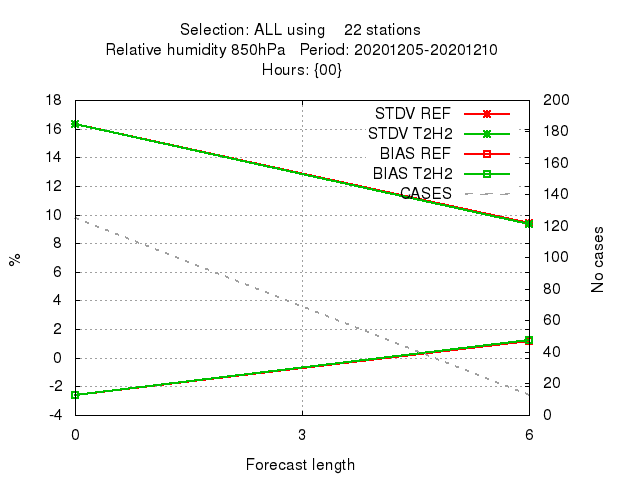 Selection: ALL using 22 stations
Relative humidity 850hPa Period: 20201205-20201210
Hours: {00}
STDV REF
STDV T2H2
BIAS REF
BIAS T2H2
CASES
18
16
14
12
10
8
6
4
2
0
-2
-4
%
200
180
160
140
120
100
80
60
40
20
0
No cases
0 3 6
Forecast length